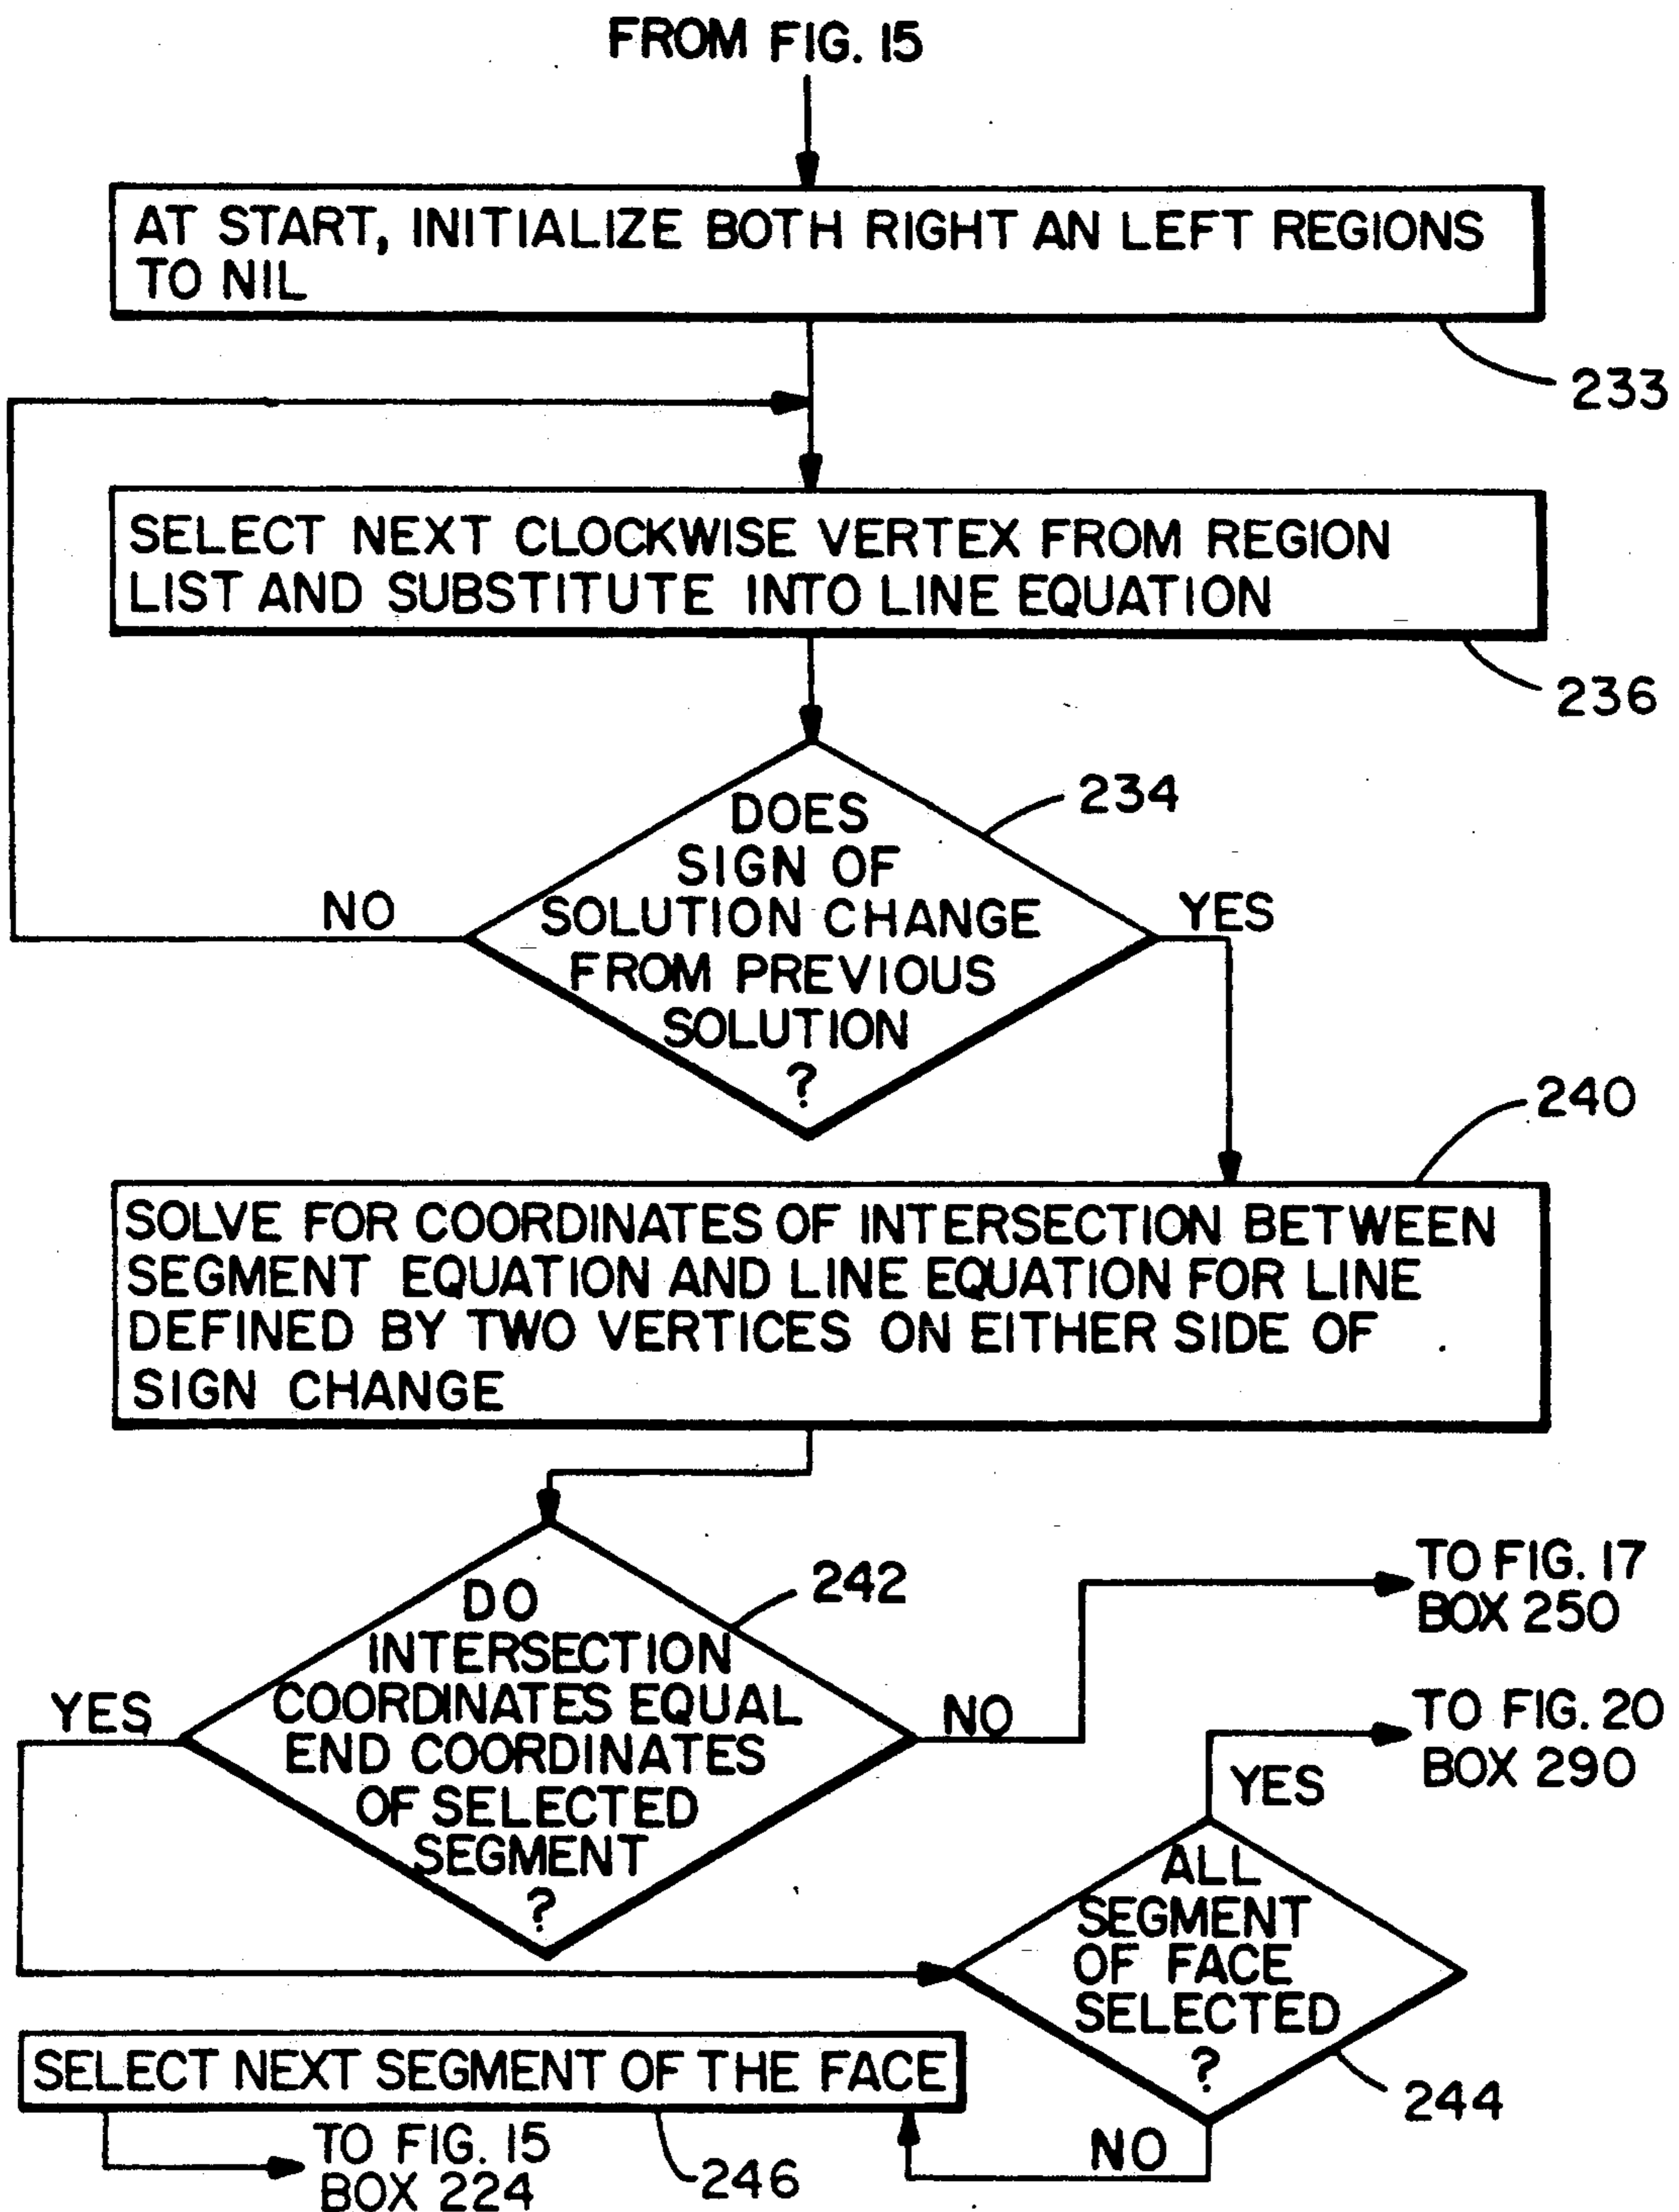 FROM FIG. 15
AT START, INITIALIZE BOTH RIGHT AN LEFT REGIONS
TO NIL
233
SELECT NEXT CLOCKWISE VERTEX FROM REGION
LIST AND SUBSTITUTE INTO LINE EQUATION
236
234
DOES
SIGN OF
SOLUTION CHANGE
FROM PREVIOUS
SOLUTION
?
NO
YES
240
SOLVE FOR COORDINATES OF INTERSECTION BETWEEN
SEGMENT EQUATION AND LINE EQUATION FOR LINE
DEFINED BY TWO VERTICES ON EITHER SIDE OF
SIGN CHANGE
242
DO
INTERSECTION
COORDINATES EQUAL
END COORDINATES
OF SELECTED
SEGMENT
?
YES
NO
TO FIG. 17
BOX 250
TO FIG. 20
BOX 290
YES
ALL
SEGMENT
OF FACE
SELECTED
?
244
NO
SELECT NEXT SEGMENT OF THE FACE
246
TO FIG. 15
BOX 224